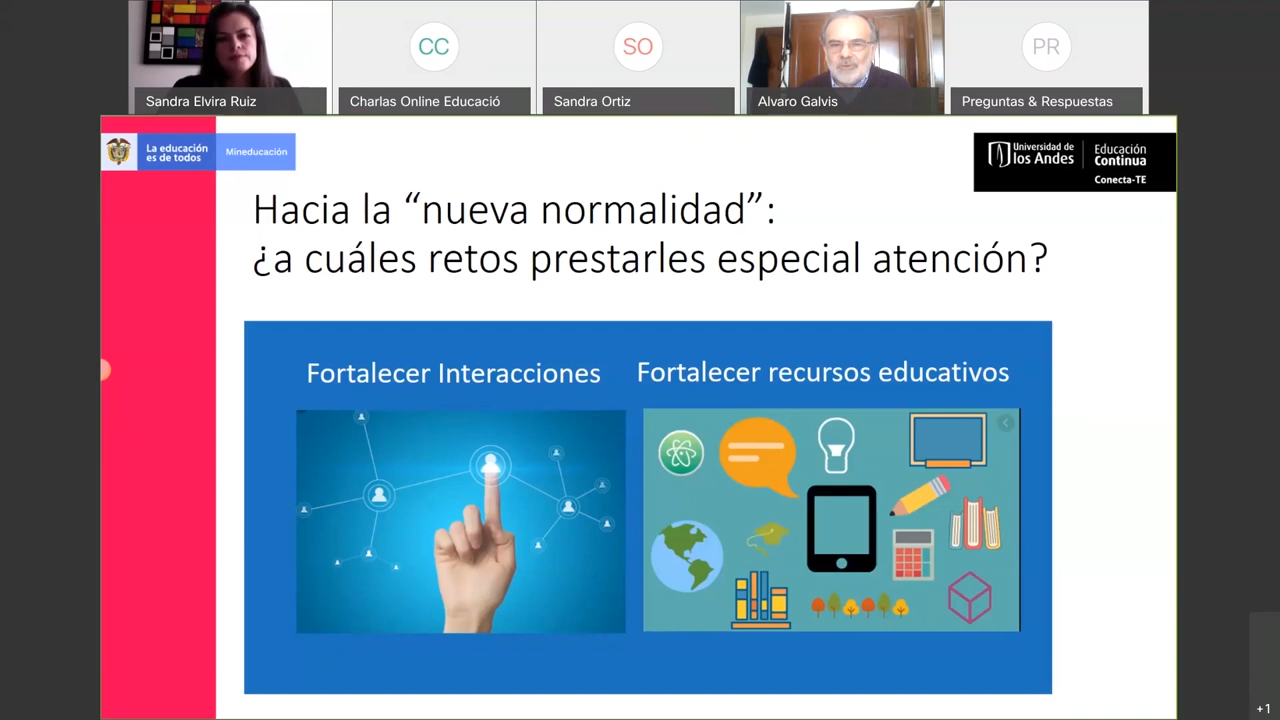 CC
SO
PR
Sandra Elvira Ruiz
Charlas Online Educació
Sandra Ortiz
Alvaro Galvis
Preguntas & Respuestas
La educación
es de todos
Mineducación
Universidad de
los Andes
Educación
Continua
Conecta-TE
Hacia la “nueva normalidad”:
¿a cuáles retos prestarles especial atención?
Fortalecer Interacciones
Fortalecer recursos educativos
+1